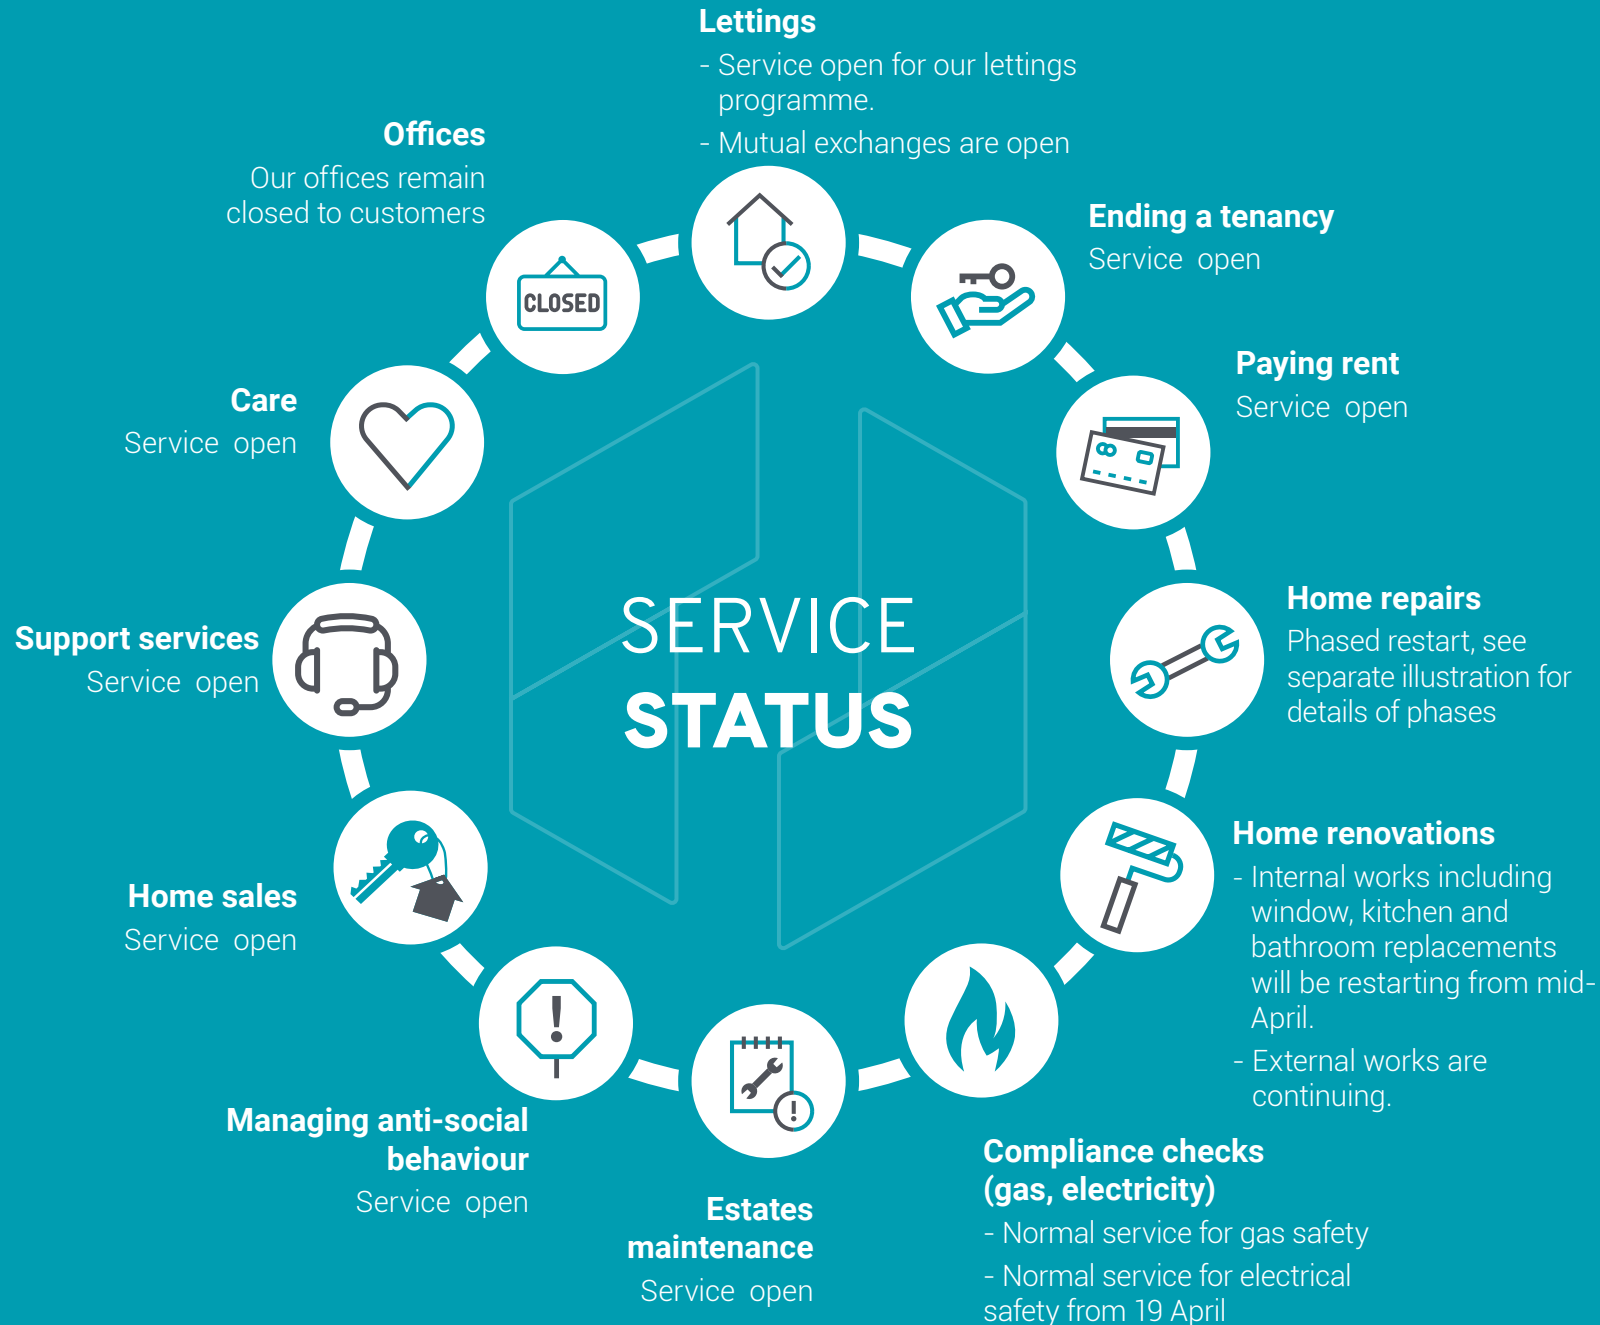 Lettings
- Service open for our lettings
programme.
- Mutual exchanges are open
Offices
Our offices remain
closed to customers
CLOSED
Ending a tenancy
Service open
Paying rent
Service open
Care
Service open
Home repairs
Phased restart, see
separate illustration for
details of phases
SERVICE
STATUS
Support services
Service open
Home renovations
- Internal works including
window, kitchen and
bathroom replacements
will be restarting from mid-
April.
- External works are
continuing.
Home sales
Service open
Compliance checks
(gas, electricity)
- Normal service for gas safety
- Normal service for electrical
safety from 19 April
Managing anti-social
behaviour
Service open
Estates
maintenance
Service open